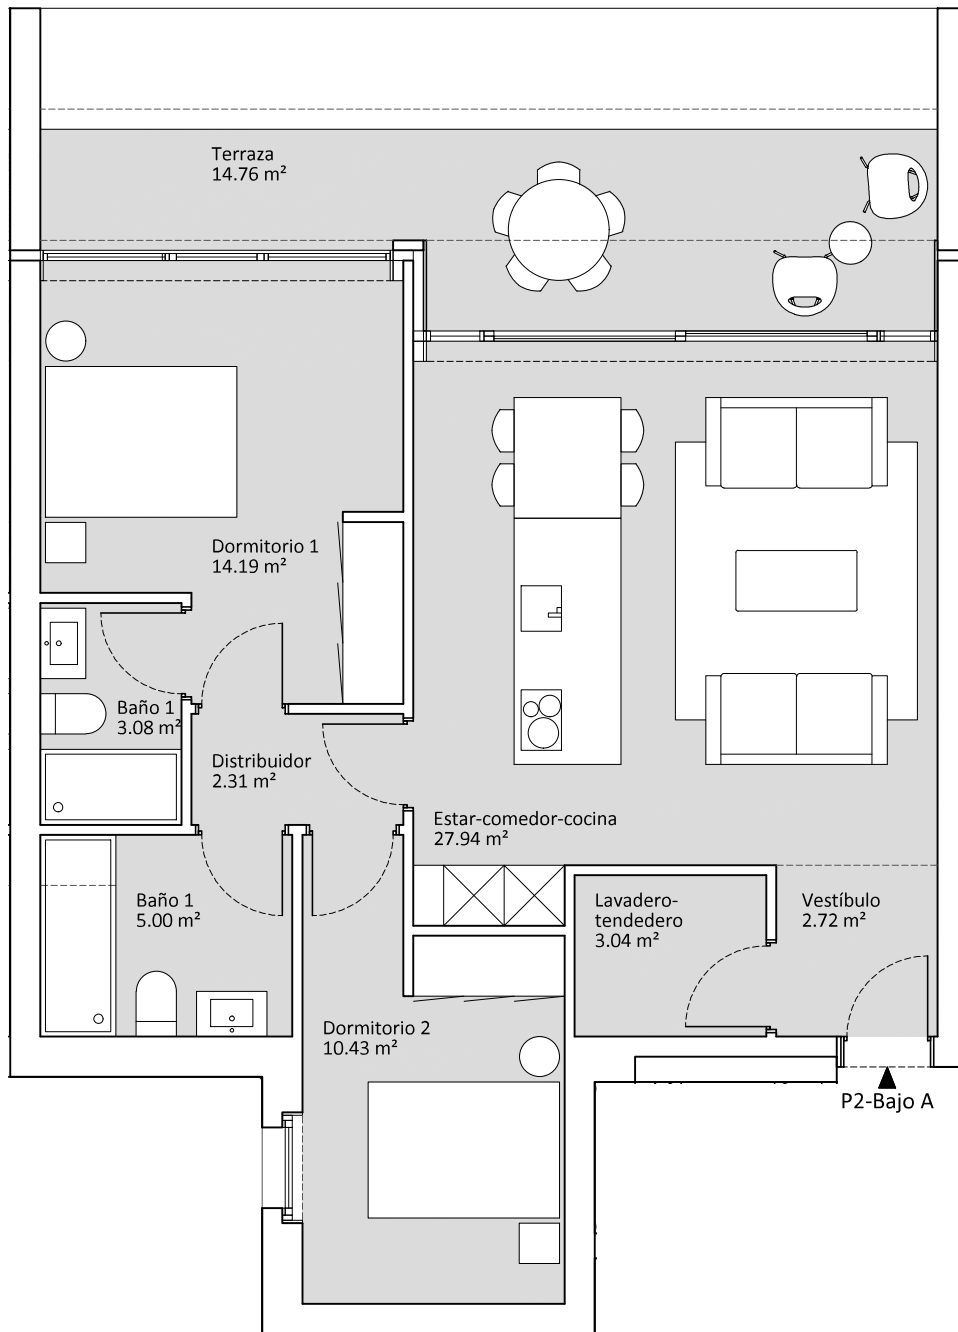 Terraza
14.76 m²
Dormitorio 1
14.19 m²
Baño 1
3.08 m²
Distribuidor
2.31 m²
Estar-comedor-cocina
27.94 m²
Baño 1
5.00 m²
Lavadero-
tendedero
3.04 m²
Vestíbulo
2.72 m²
Dormitorio 2
10.43 m²
P2-Bajo A